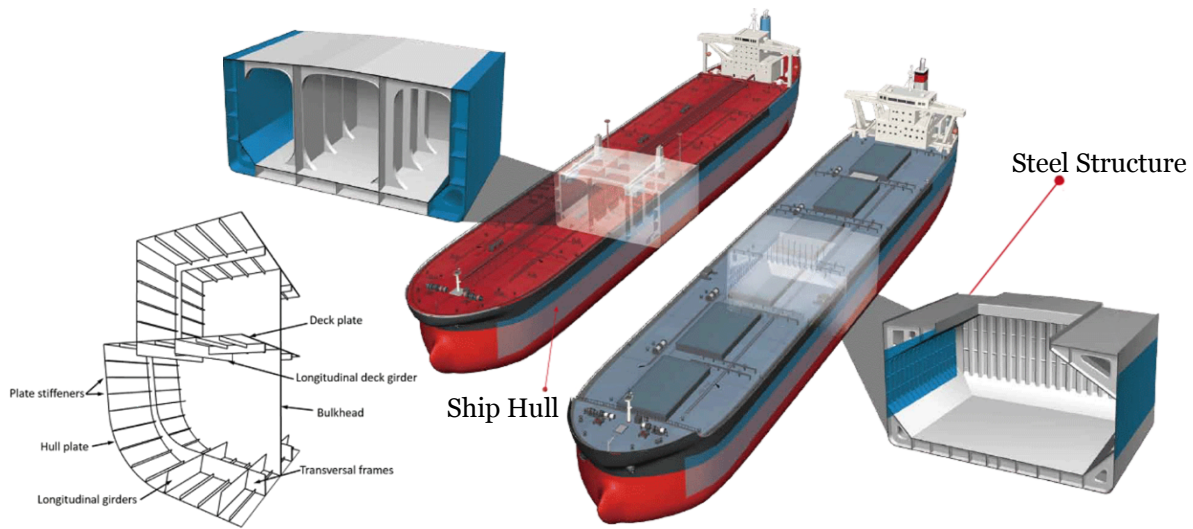 Steel Structure
Ship Hull
Deck plate
Longitudinal deck girder
Plate stiffeners
Bulkhead
Hull plate
Transversal frames
Longitudinal girders